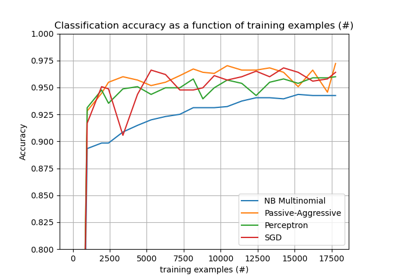 Classification accuracy as a function of training examples (#)
1.000
0.975
0.950
0.925
0.900
0.875
0.850
0.825
0.800
Accuracy
NB Multinomial
Passive-Aggressive
Perceptron
SGD
0 2500 5000 7500 10000 12500 15000 17500
training examples (#)